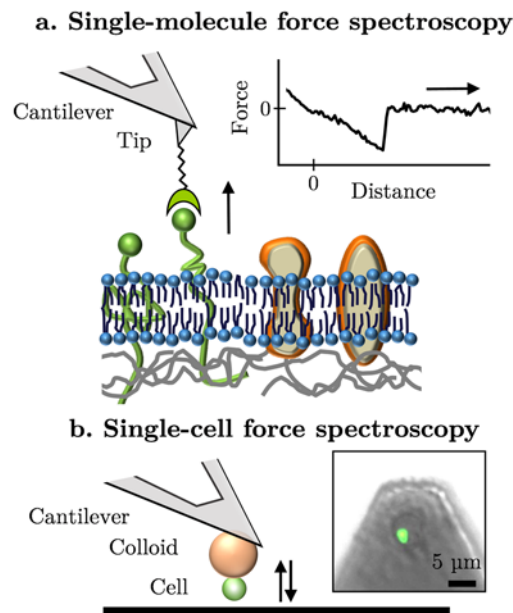 a. Single-molecule force spectroscopy
Cantilever
Tip
Force
0
0
Distance
b. Single-cell force spectroscopy
Cantilever
Colloid
Cell
5 µm